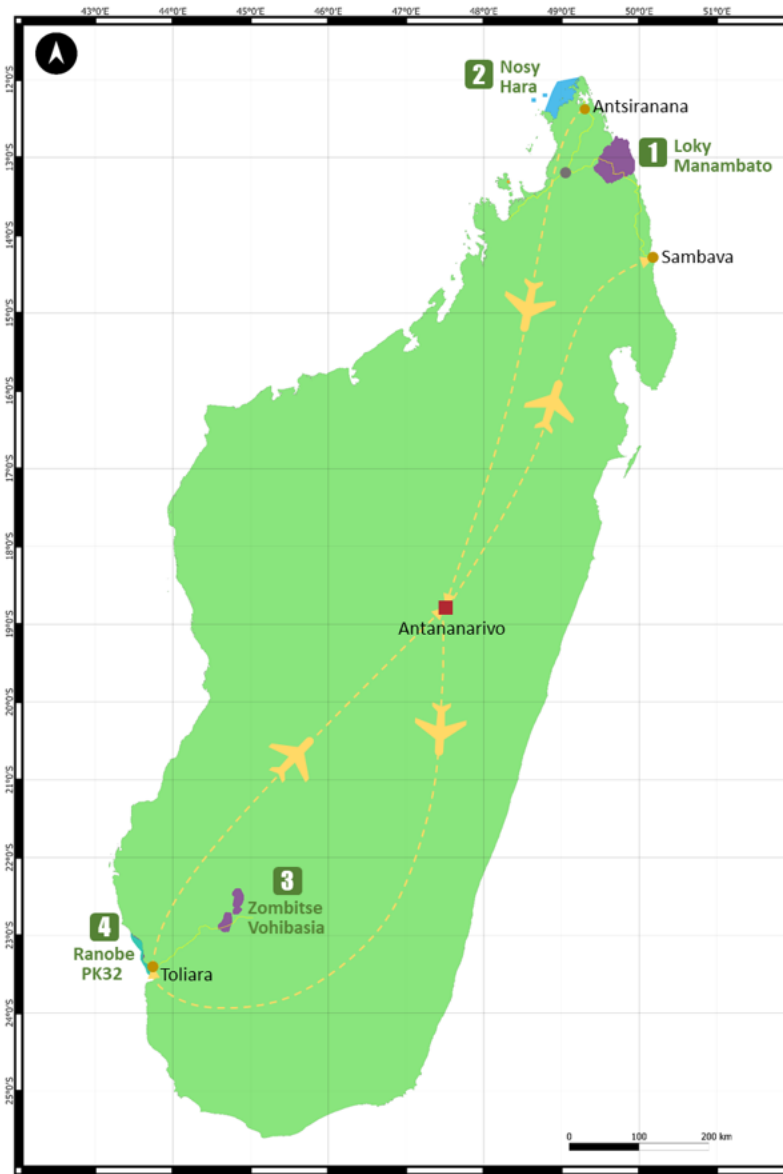 43°0'E 44°0'E 45°0'E 46°0'E 47°0'E 48°0'E 49°0'E 50°0'E 51°0'E
12°0'S
13°0'S
14°0'S
15°0'S
16°0'S
17°0'S
18°0'S
19°0'S
20°0'S
21°0'S
22°0'S
23°0'S
24°0'S
25°0'S
2 Nosy
Hara
Antsiranana
1 Loky
Manambato
Sambava
Antananarivo
3
Zombitse
Vohibasia
4
Ranobe
PK32
Toliara
0 100 200 km